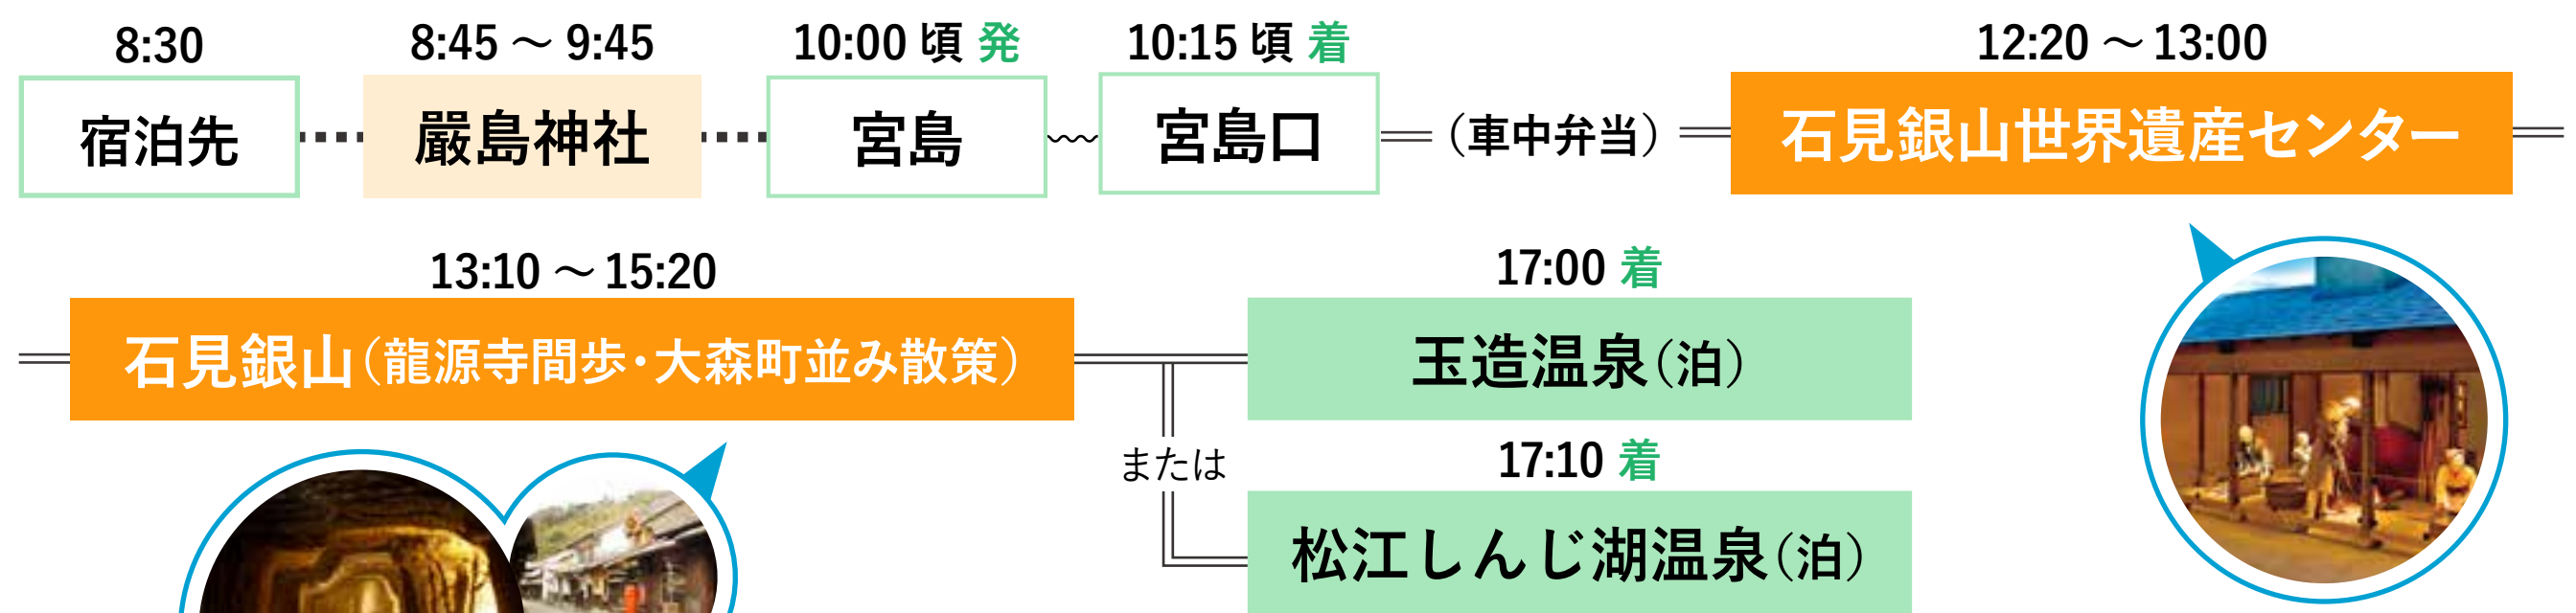 8:30
宿泊先
8:45 〜 9:45
嚴島神社
10:00 頃 発
宮島
10:15 頃 着
宮島口
（車中弁当）
12:20 〜 13:00
石見銀山世界遺産センター
13:10 〜 15:20
石見銀山（龍源寺間歩・大森町並み散策）
17:00 着
玉造温泉（泊）
または
17:10 着
松江しんじ湖温泉（泊）